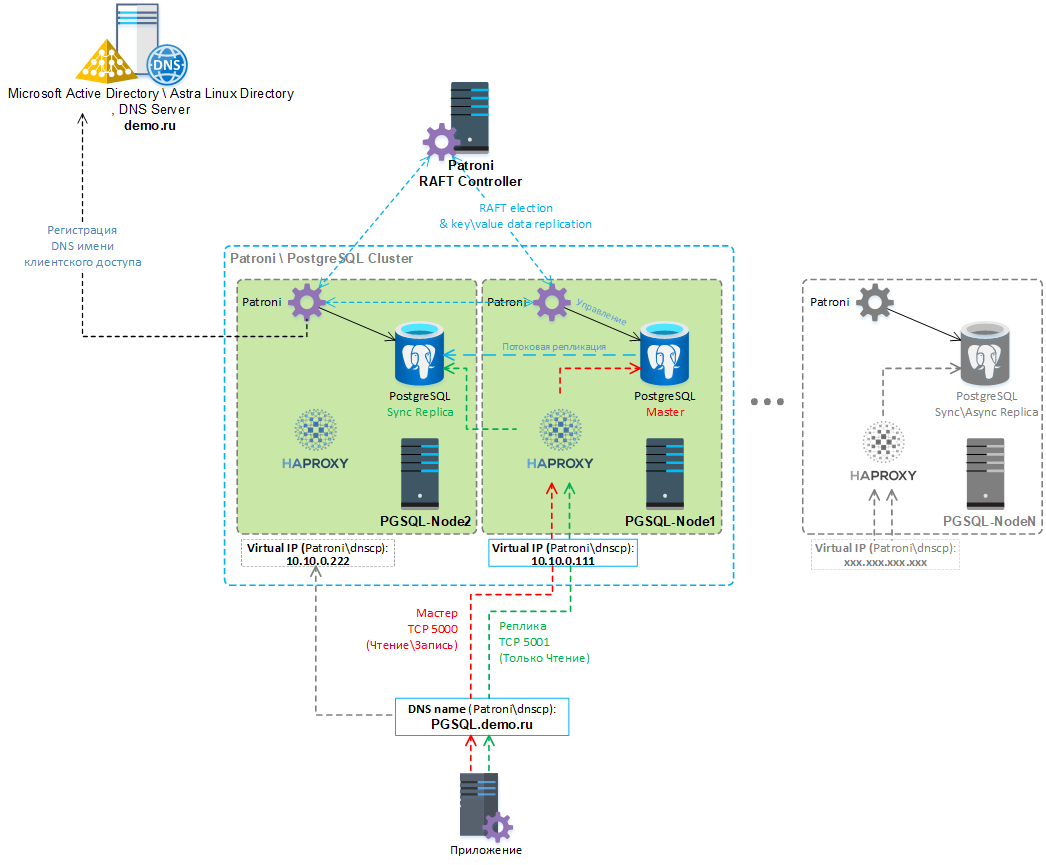 DNS
Microsoft Active Directory \ Astra Linux Directory
, DNS Server
demo.ru
Patroni
RAFT Controller
RAFT election
& key\value data replication
Регистрация
DNS имени
клиентского доступа
Patroni \ PostgreSQL Cluster
Patroni
PostgreSQL
Sync Replica
HAPROXY
PGSQL-Node2
Virtual IP (Patroni\dnscp):
10.10.0.222
Patroni
Управление
Потоковая репликация
PostgreSQL
Master
HAPROXY
PGSQL-Node1
Virtual IP (Patroni\dnscp):
10.10.0.111
Patroni
PostgreSQL
Sync\Async Replica
HAPROXY
PGSQL-NodeN
Virtual IP (Patroni\dnscp):
xxx.xxx.xxx.xxx
Мастер
TCP 5000
(Чтение\Запись)
Реплика
TCP 5001
(Только Чтение)
DNS name (Patroni\dnscp):
PGSQL.demo.ru
Приложение